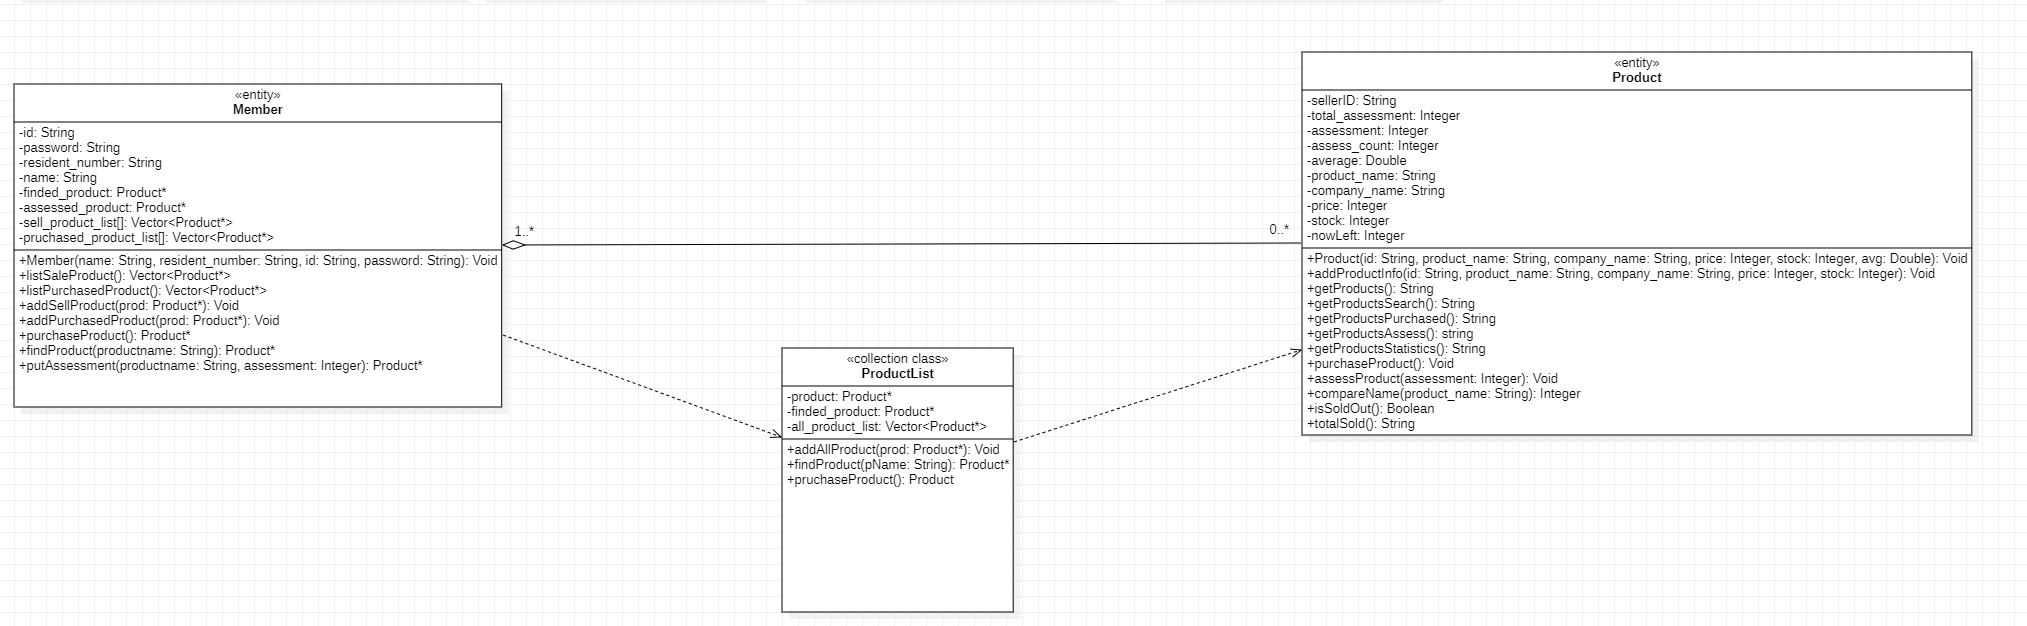 «entity»
Member
-id: String
-password: String
-resident_number: String
-name: String
-finded_product: Product*
-assessed_product: Product*
-sell_product_list[]: Vector<Product*>
-pruchased_product_list[]: Vector<Product*>
+Member(name: String, resident_number: String, id: String, password: String): Void
+listSaleProduct(): Vector<Product*>
+listPurchasedProduct(): Vector<Product*>
+addSellProduct(prod: Product*): Void
+addPurchasedProduct(prod: Product*): Void
+purchaseProduct(): Product*
+findProduct(productname: String): Product*
+putAssessment(productname: String, assessment: Integer): Product*
1..*
0..*
«collection class»
ProductList
-product: Product*
-finded_product: Product*
-all_product_list: Vector<Product*>
+addAllProduct(prod: Product*): Void
+findProduct(pName: String): Product*
+pruchaseProduct(): Product
«entity»
Product
-sellerID: String
-total_assessment: Integer
-assessment: Integer
-assess_count: Integer
-average: Double
-product_name: String
-company_name: String
-price: Integer
-stock: Integer
-nowLeft: Integer
+Product(id: String, product_name: String, company_name: String, price: Integer, stock: Integer, avg: Double): Void
+addProductInfo(id: String, product_name: String, company_name: String, price: Integer, stock: Integer): Void
+getProducts(): String
+getProductsSearch(): String
+getProductsPurchased(): String
+getProductsAssess(): string
+getProductsStatistics(): String
+purchaseProduct(): Void
+assessProduct(assessment: Integer): Void
+compareName(product_name: String): Integer
+isSoldOut(): Boolean
+totalSold(): String